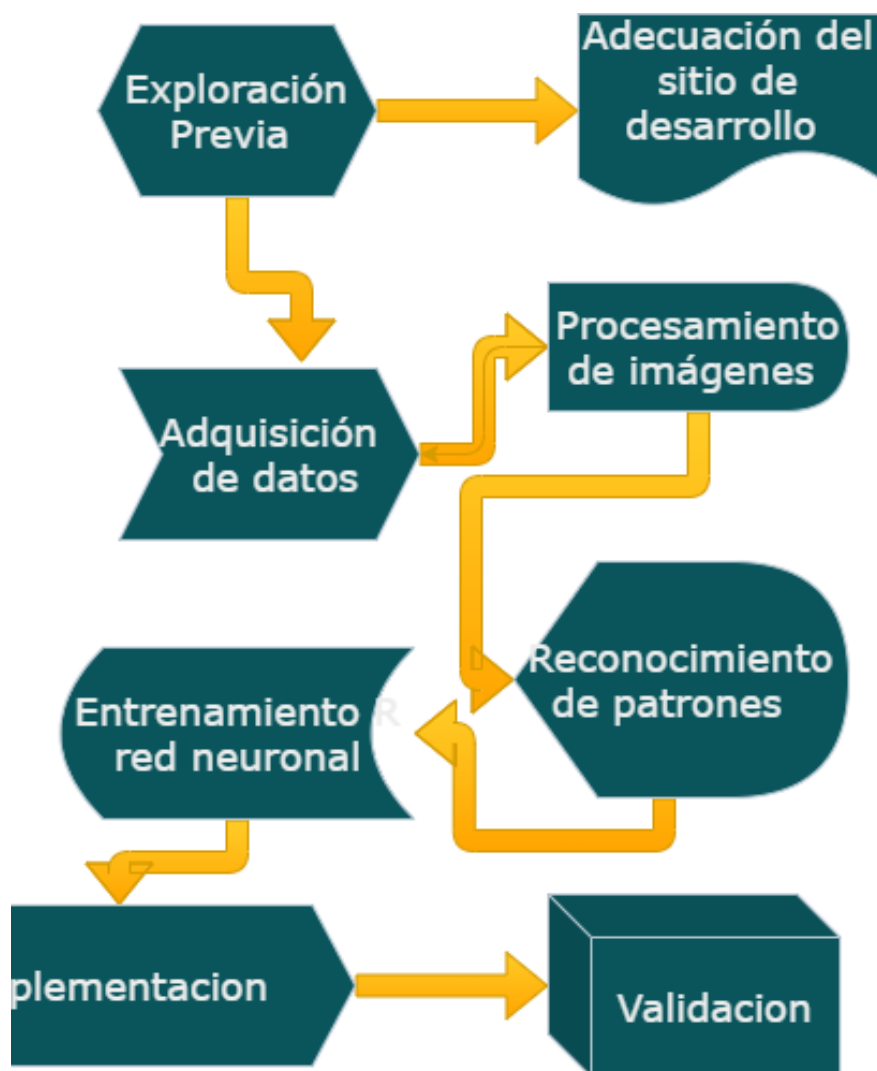 Exploración
Previa
Adecuación del
sitio de
desarrollo
Procesamiento
de imágenes
Adquisición
de datos
Reconocimiento
de patrones
Entrenamiento R
red neuronal
plementacion
Validacion